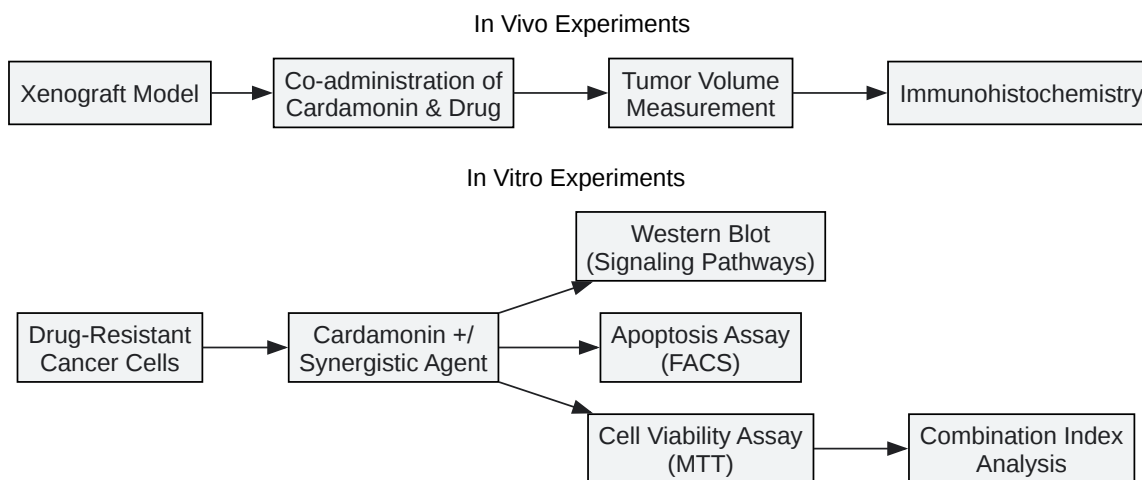 In Vivo Experiments
Xenograft Model
Co-administration of
Cardamonin & Drug
Tumor Volume
Measurement
Immunohistochemistry
In Vitro Experiments
Drug-Resistant
Cancer Cells
Cardamonin +/
Synergistic Agent
Western Blot
(Signaling Pathways)
Apoptosis Assay
(FACS)
Cell Viability Assay
(MTT)
Combination Index
Analysis